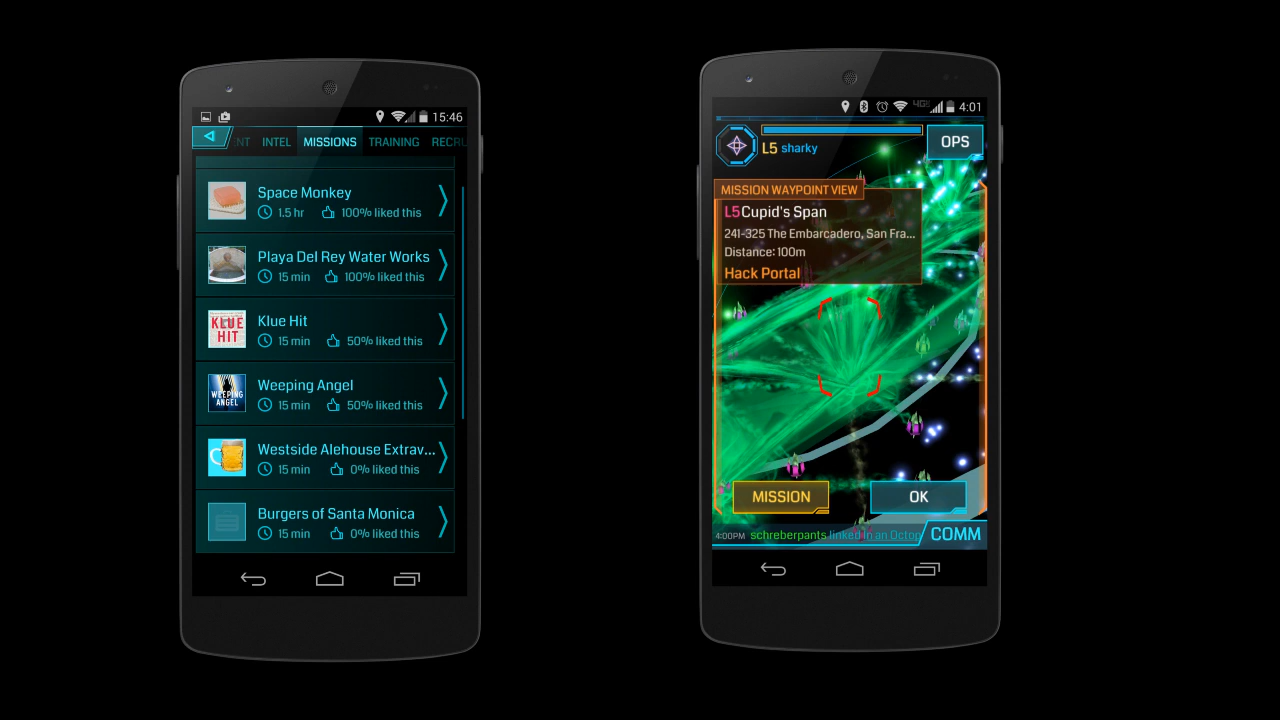 15:46
NT INTEL MISSIONS TRAINING RECRU
Space Monkey
1.5 hr 100% liked this
Playa Del Rey Water Works
15 min 100% liked this
KLUE
HIT
Klue Hit
15 min 50% liked this
WEEPING
ANGEL
Weeping Angel
15 min 50% liked this
Westside Alehouse Extrav...
15 min 0% liked this
Burgers of Santa Monica
15 min 0% liked this
4G 4:01
L5 sharky
OPS
MISSION WAYPOINT VIEW
L5 Cupid's Span
241-325 The Embarcadero, San Fra...
Distance: 100m
Hack Portal
MISSION OK
4:00PM schreberpants linked in an Octop
COMM